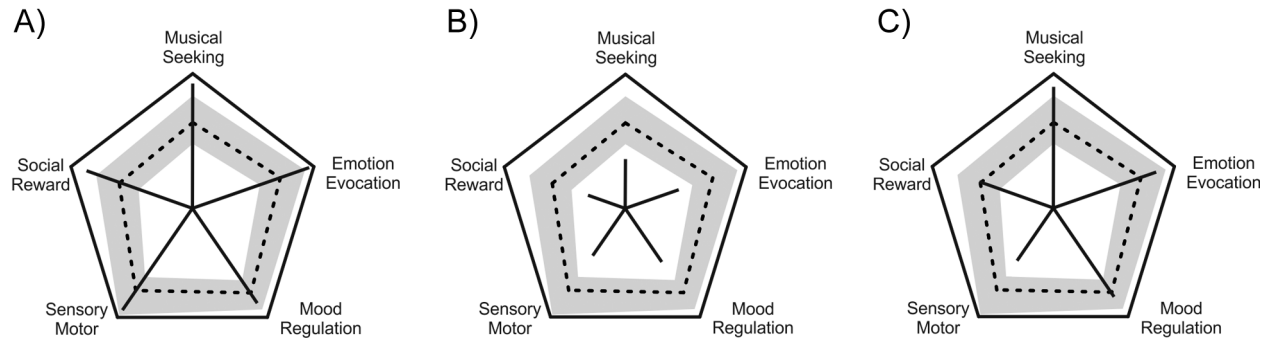 A)
Musical
Seeking
Social
Reward
Emotion
Evocation
Sensory
Motor
Mood
Regulation
B)
Musical
Seeking
Social
Reward
Emotion
Evocation
Sensory
Motor
Mood
Regulation
C)
Musical
Seeking
Social
Reward
Emotion
Evocation
Sensory
Motor
Mood
Regulation